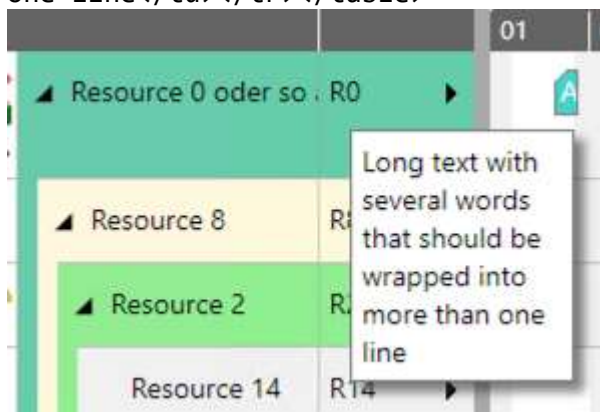 one line</td></tr></table>
01
Resource 0 oder so
R0
A
Long text with
several words
that should be
wrapped into
more than one
line
Resource 8
Resource 2
Resource 14
R14